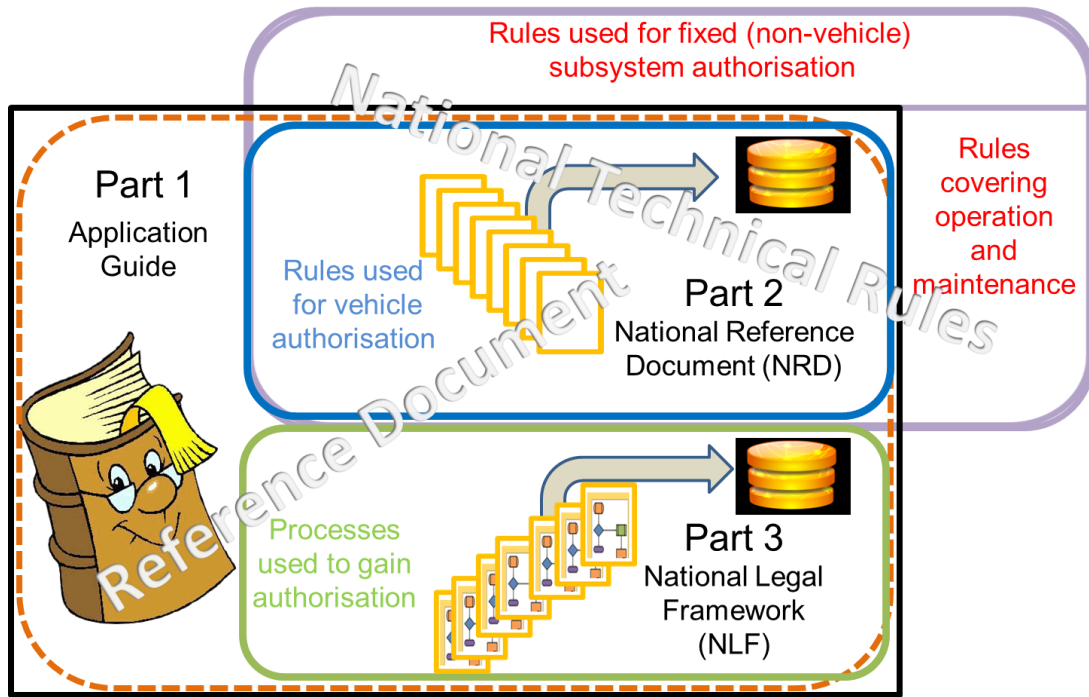 Rules used for fixed (non-vehicle)
subsystem authorisation
National Technical Rules
Part 1
Application
Guide
Rules used
for vehicle
authorisation
Part 2
National Reference
Document (NRD)
Rules
covering
operation
and
maintenance
Reference Document
Processes
used to gain
authorisation
Part 3
National Legal
Framework
(NLF)